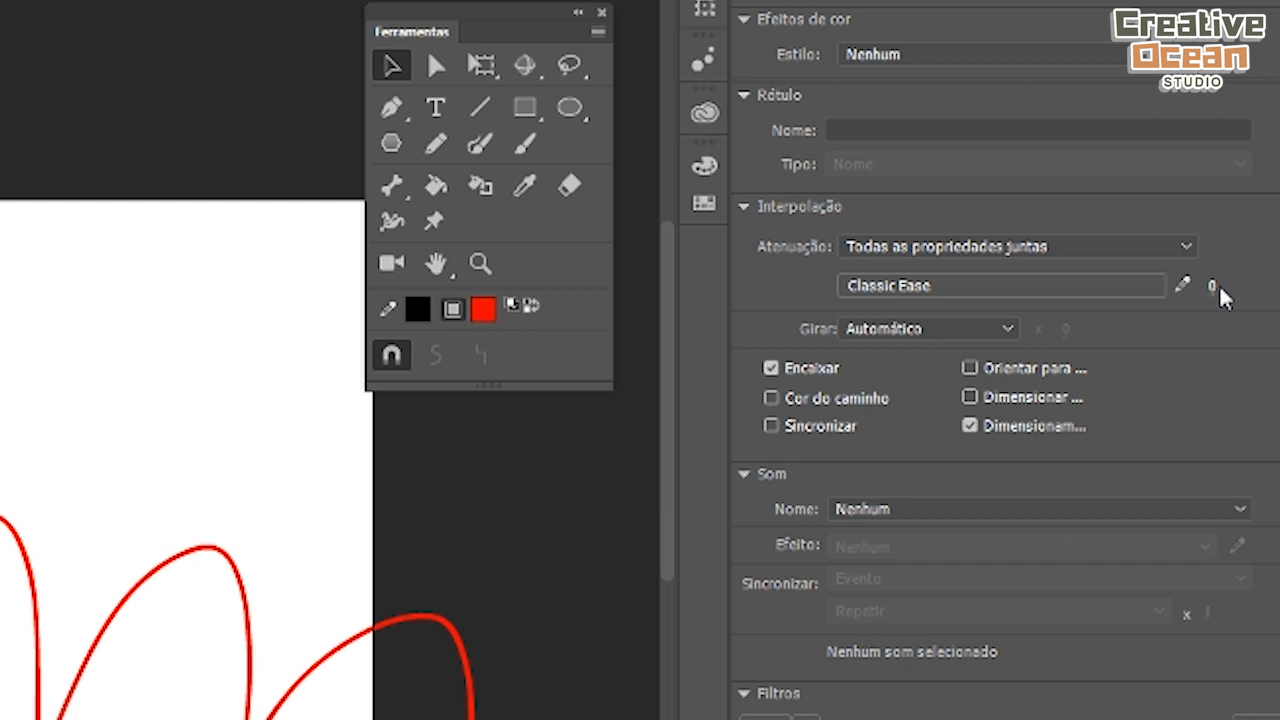 Creative
Ocean
STUDIO
Ferramentas
Efeitos de cor
Estilo: Nenhum
Rótulo
Nome:
Tipo: Nome
Interpolação
Atenuação: Todas as propriedades juntas
Classic Ease 0
Girar: Automático x 0
Encaixar Orientar para ...
Cor do caminho Dimensionar ...
Sincronizar Dimensionam...
Som
Nome: Nenhum
Efeito: Nenhum
Sincronizar: Evento
Repetir x 1
Nenhum som selecionado
Filtros